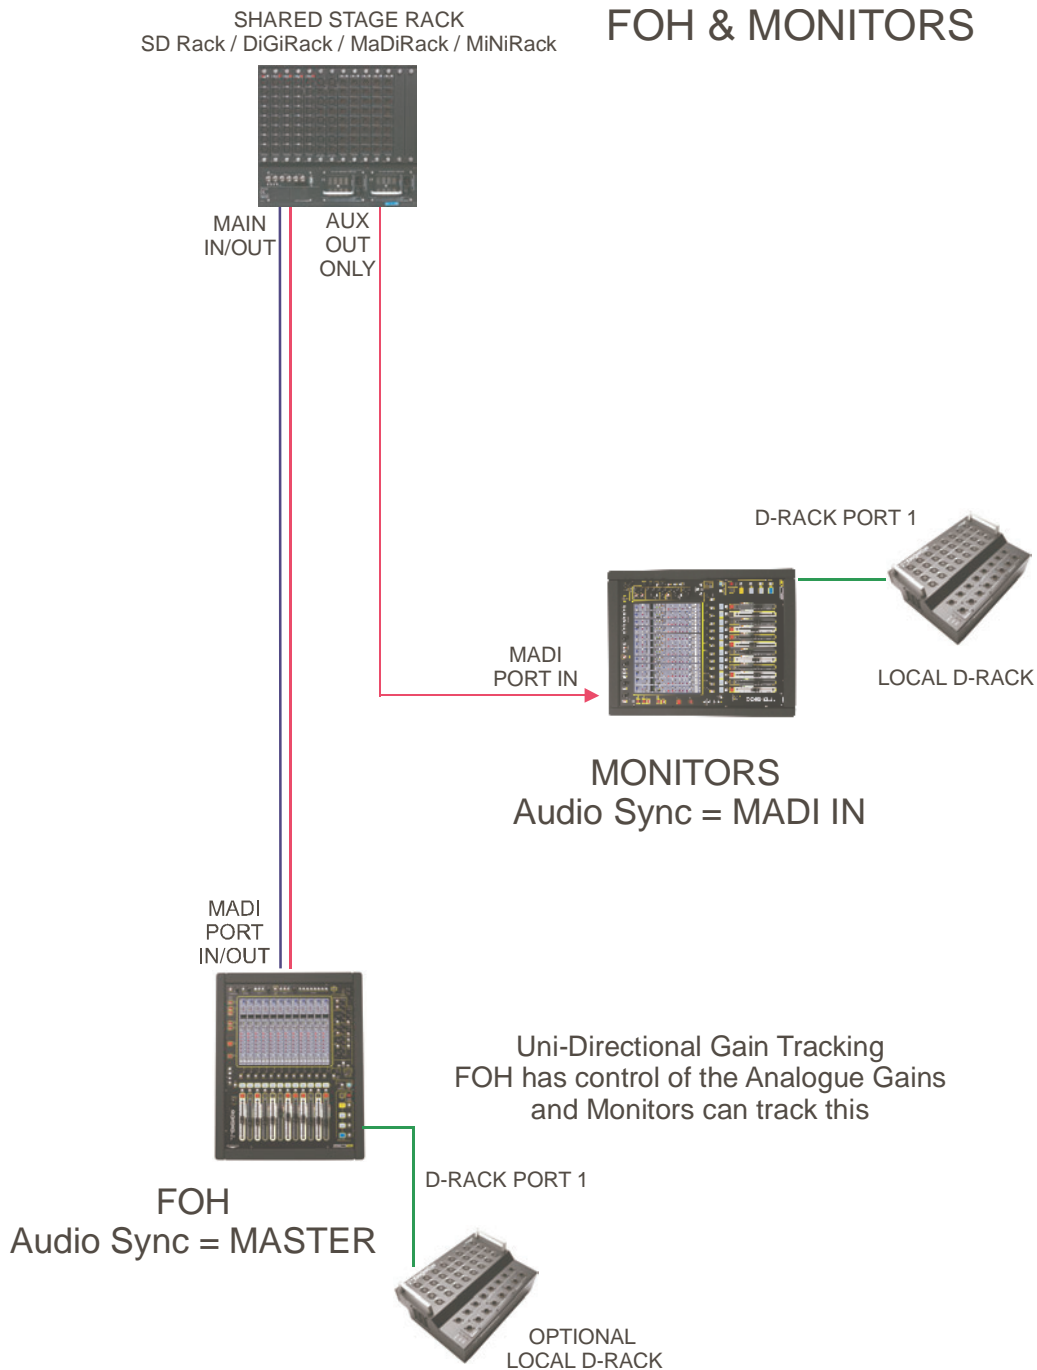 FOH & MONITORS
SHARED STAGE RACK
SD Rack / DiGiRack / MaDiRack / MiNiRack
MAIN
IN/OUT
AUX
OUT
ONLY
D-RACK PORT 1
MADI
PORT IN
LOCAL D-RACK
MONITORS
Audio Sync = MADI IN
MADI
PORT
IN/OUT
Uni-Directional Gain Tracking
FOH has control of the Analogue Gains
and Monitors can track this
D-RACK PORT 1
FOH
Audio Sync = MASTER
OPTIONAL
LOCAL D-RACK